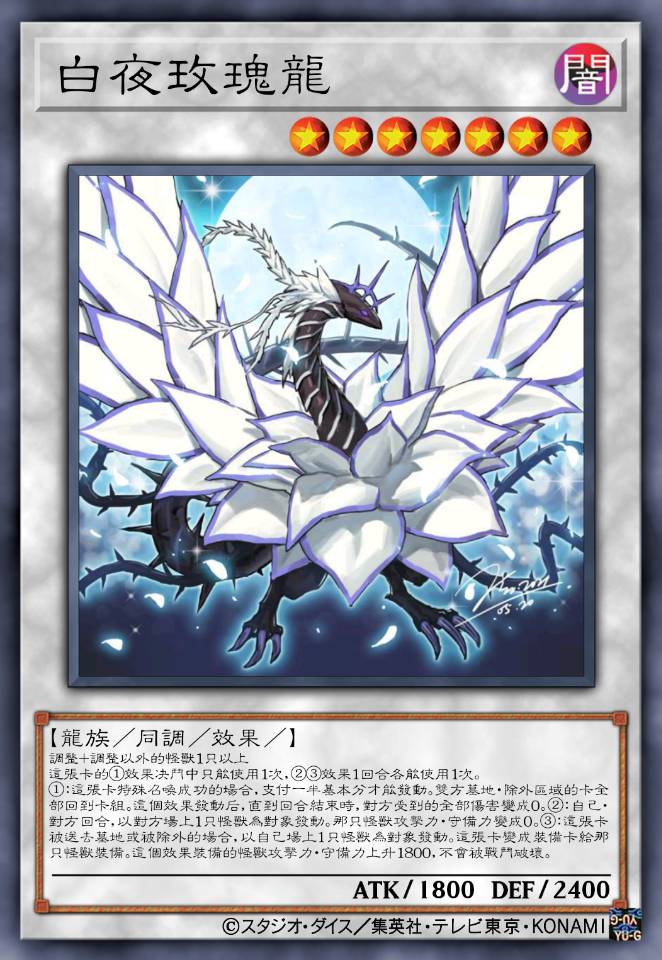 白夜玫瑰龍
闇
【龍族／同調／效果／】
調整+調整以外的怪獸1只以上
這張卡的①效果決鬥中只能使用1次，②③效果1回合各能使用1次。
①：這張卡特殊召喚成功的場合，支付一半基本分才能發動。雙方墓地·除外區域的卡全
部回到卡組。這個效果發動后，直到回合結束時，對方受到的全部傷害變成0。②：自己·
對方回合，以對方場上1只怪獸為對象發動。那只怪獸攻擊力·守備力變成0。③：這張卡
被送去墓地或被除外的場合，以自己場上1只怪獸為對象發動。這張卡變成裝備卡給那
只怪獸裝備。這個效果裝備的怪獸攻擊力·守備力上升1800，不會被戰鬥破壞。
ATK/1800 DEF/2400
©スタジオ・ダイス／集英社・テレビ東京・KONAMI